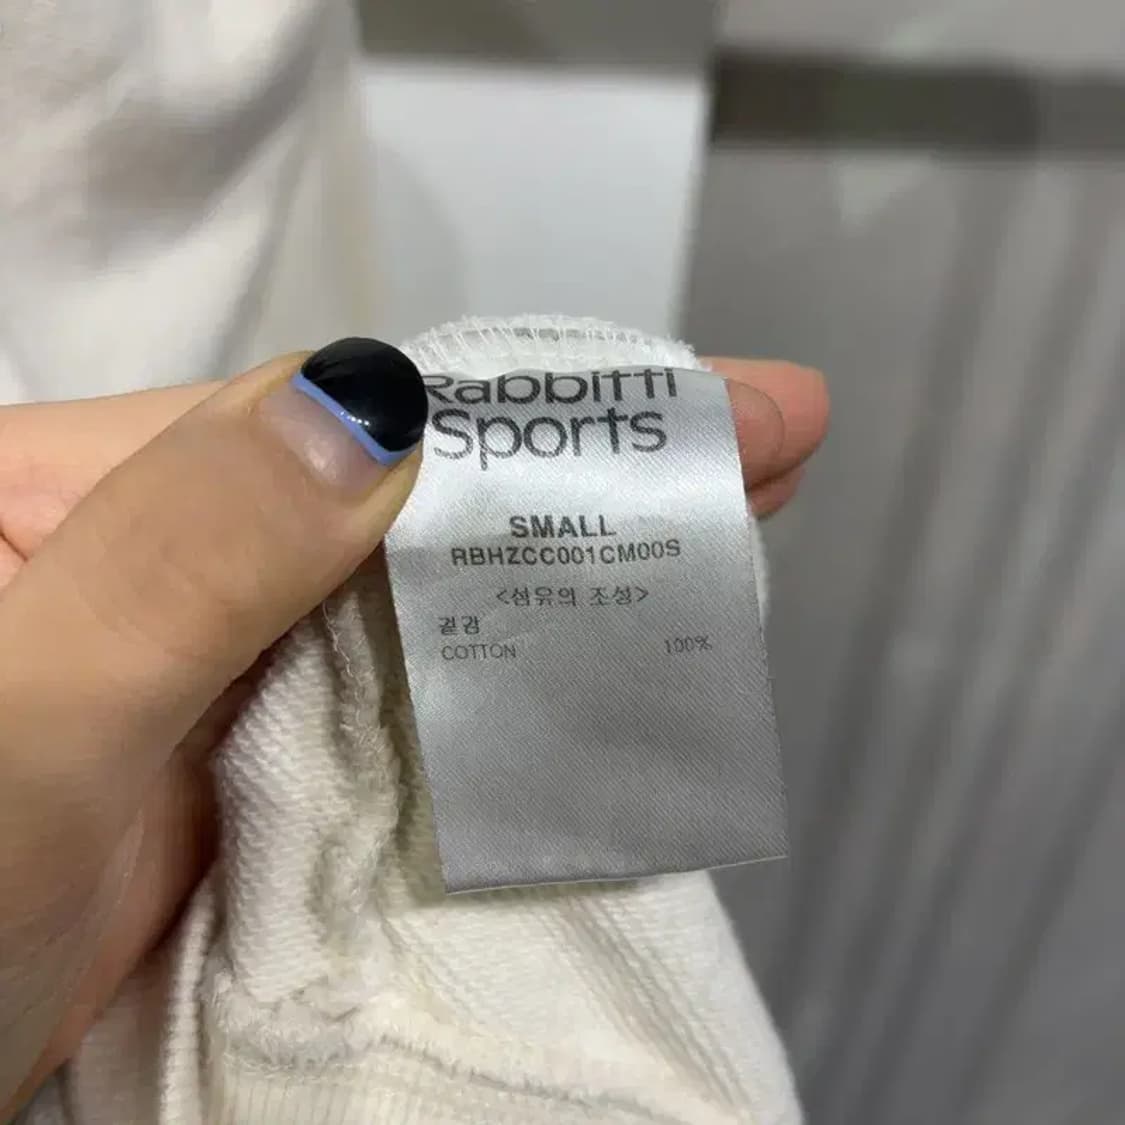 Rabbitti
Sports
SMALL
RBHZCC001CM00S
<섬유의 조성>
겉감
COTTON 100%